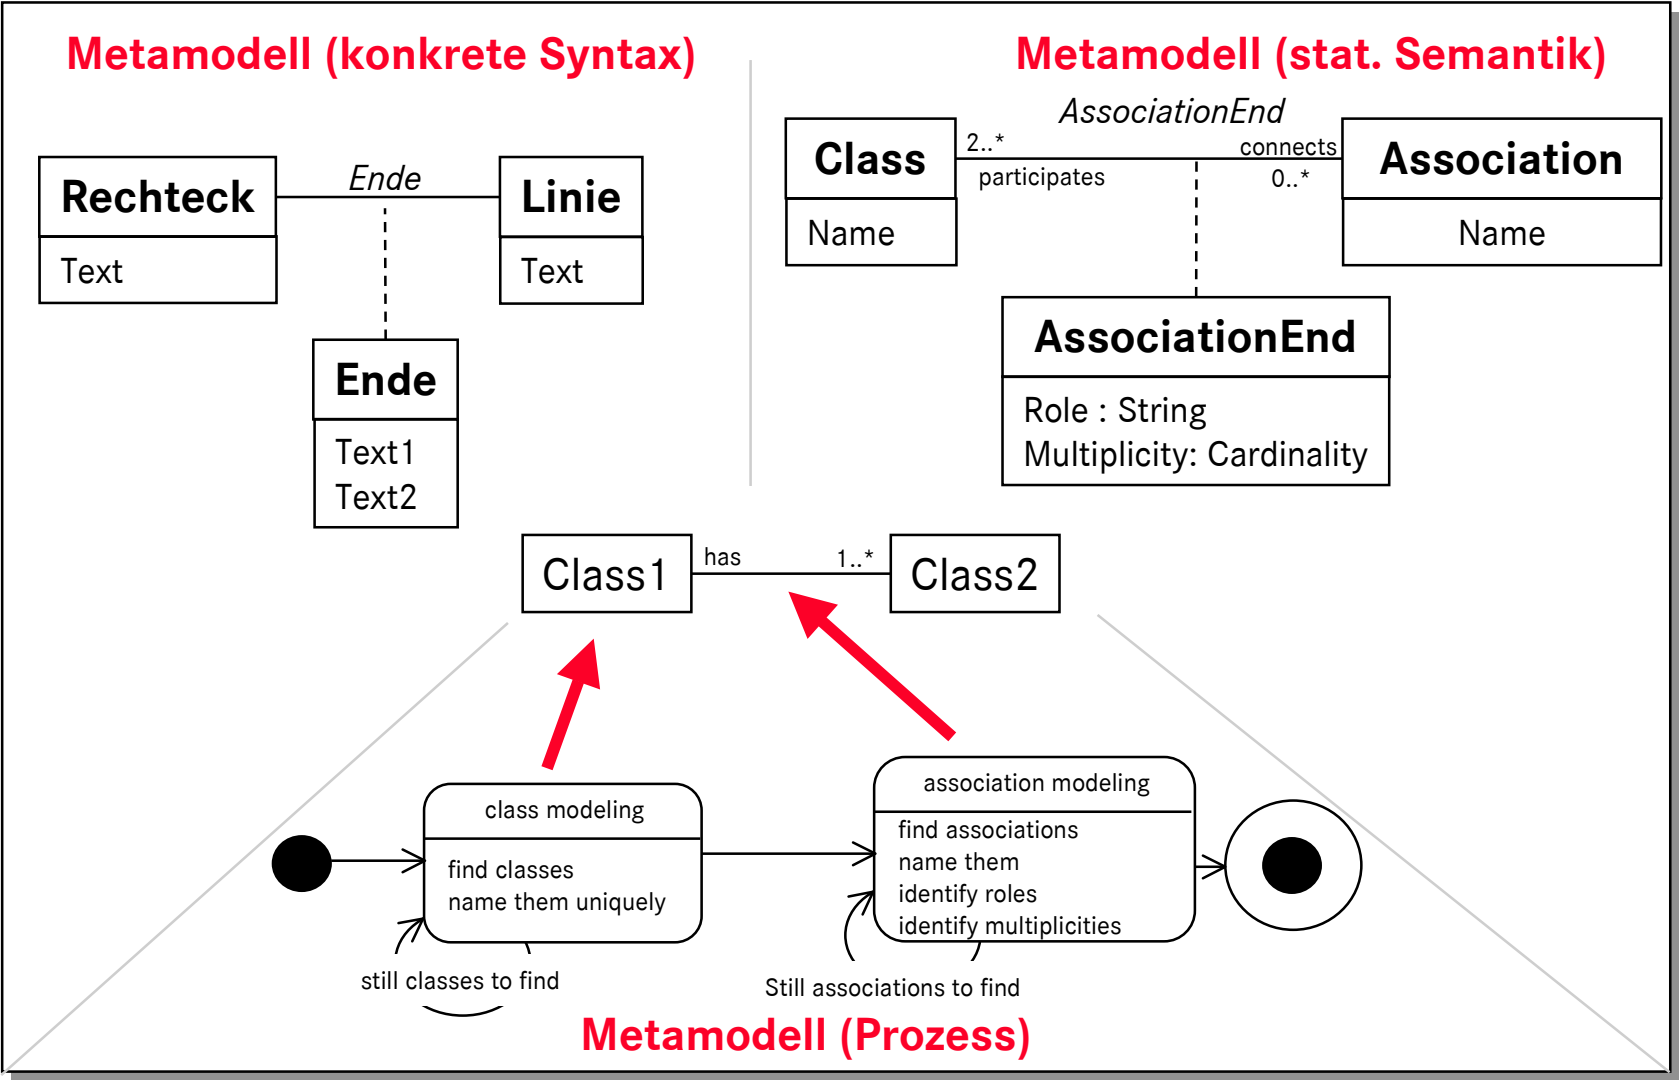 Metamodell (konkrete Syntax)
Rechteck
Text
Ende
Linie
Text
Ende
Text1
Text2
Metamodell (stat. Semantik)
AssociationEnd
Class
Name
2..*
participates
connects
0..*
Association
Name
AssociationEnd
Role : String
Multiplicity: Cardinality
Class1
has
1..*
Class2
class modeling
find classes
name them uniquely
still classes to find
association modeling
find associations
name them
identify roles
identify multiplicities
Still associations to find
Metamodell (Prozess)